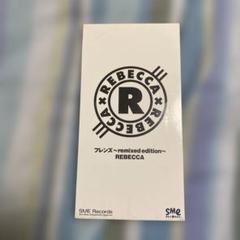 REBECCA × REBECCA ×
R
フレンズ〜remixed edition〜
REBECCA
SME Records
sme